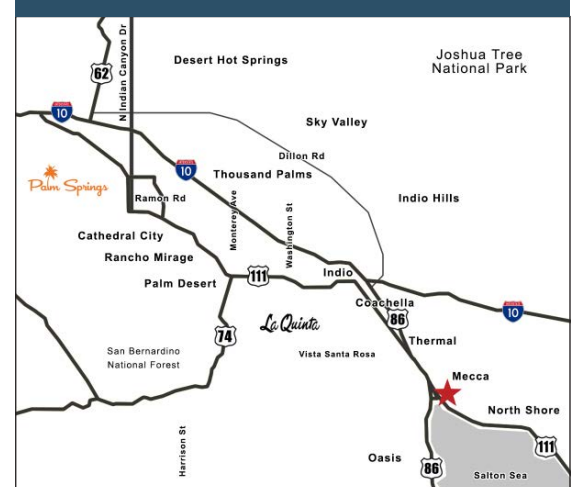 N Indian Canyon Dr
Desert Hot Springs
Joshua Tree
National Park
62
10
Sky Valley
Dillon Rd
10
Thousand Palms
Palm Springs
Ramon Rd
Monterey Ave
Washington St
Indio Hills
Cathedral City
Rancho Mirage
Indio
111
Palm Desert
Coachella
10
La Quinta
86
74
Thermal
San Bernardino
National Forest
Vista Santa Rosa
Mecca
North Shore
Harrison St
Oasis
86
111
Salton Sea